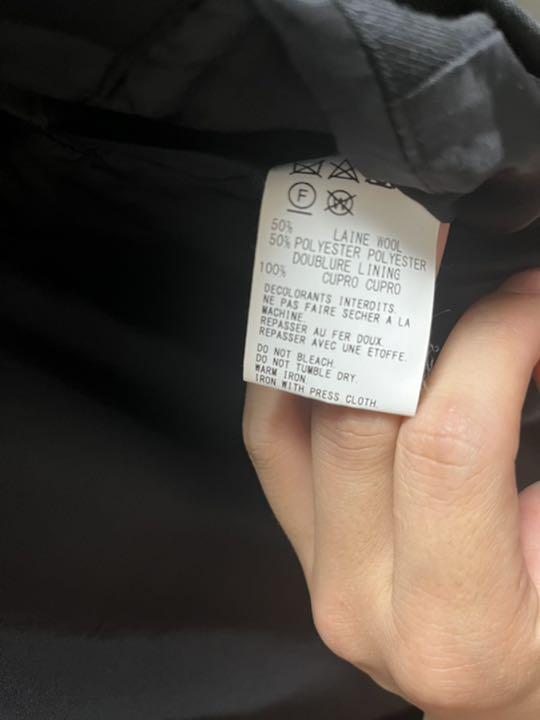 F W
50% LAINE WOOL
50% POLYESTER POLYESTER
DOUBLURE LINING
100% CUPRO CUPRO
DECOLORANTS INTERDITS.
NE PAS FAIRE SECHER A LA
MACHINE.
REPASSER AU FER DOUX.
REPASSER AVEC UNE ETOFFE.
DO NOT BLEACH.
DO NOT TUMBLE DRY.
WARM IRON
IRON WITH PRESS CLOTH.